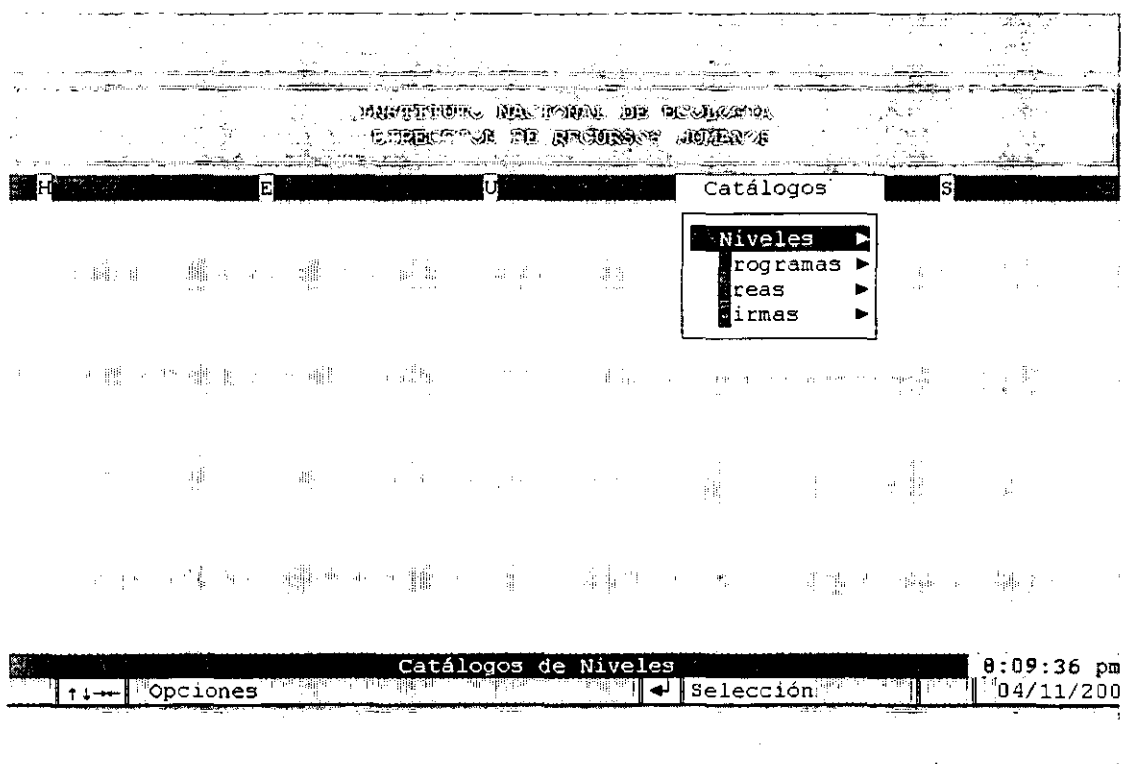 INSTITUTO NACIONAL DE ECOLOGIA
DIRECCION DE RECURSOS HUMANOS
H E U Catálogos S
Niveles ►
rogramas ►
reas ►
irmas ►
Catálogos de Niveles 8:09:36 pm
↑↓→← Opciones ↵ Selección 04/11/200